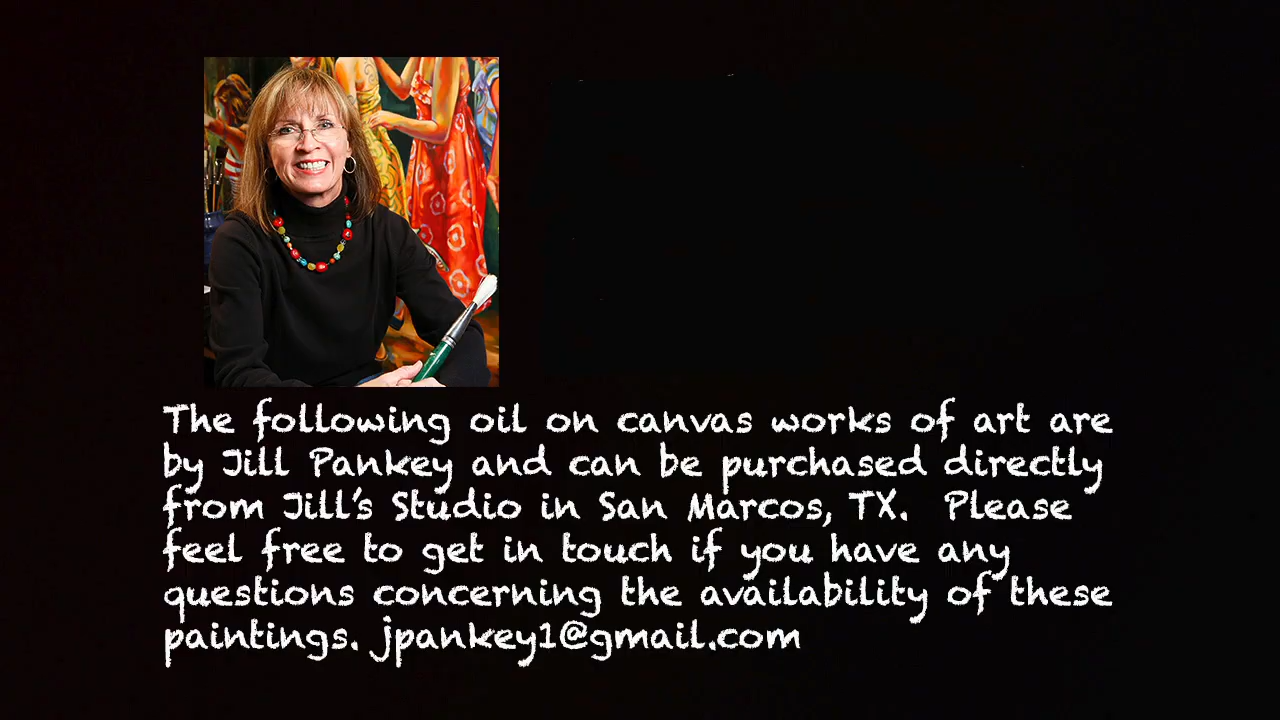 The following oil on canvas works of art are
by Jill Pankey and can be purchased directly
from Jill's Studio in San Marcos, TX.  Please
feel free to get in touch if you have any
questions concerning the availability of these
paintings. jpankey1@gmail.com